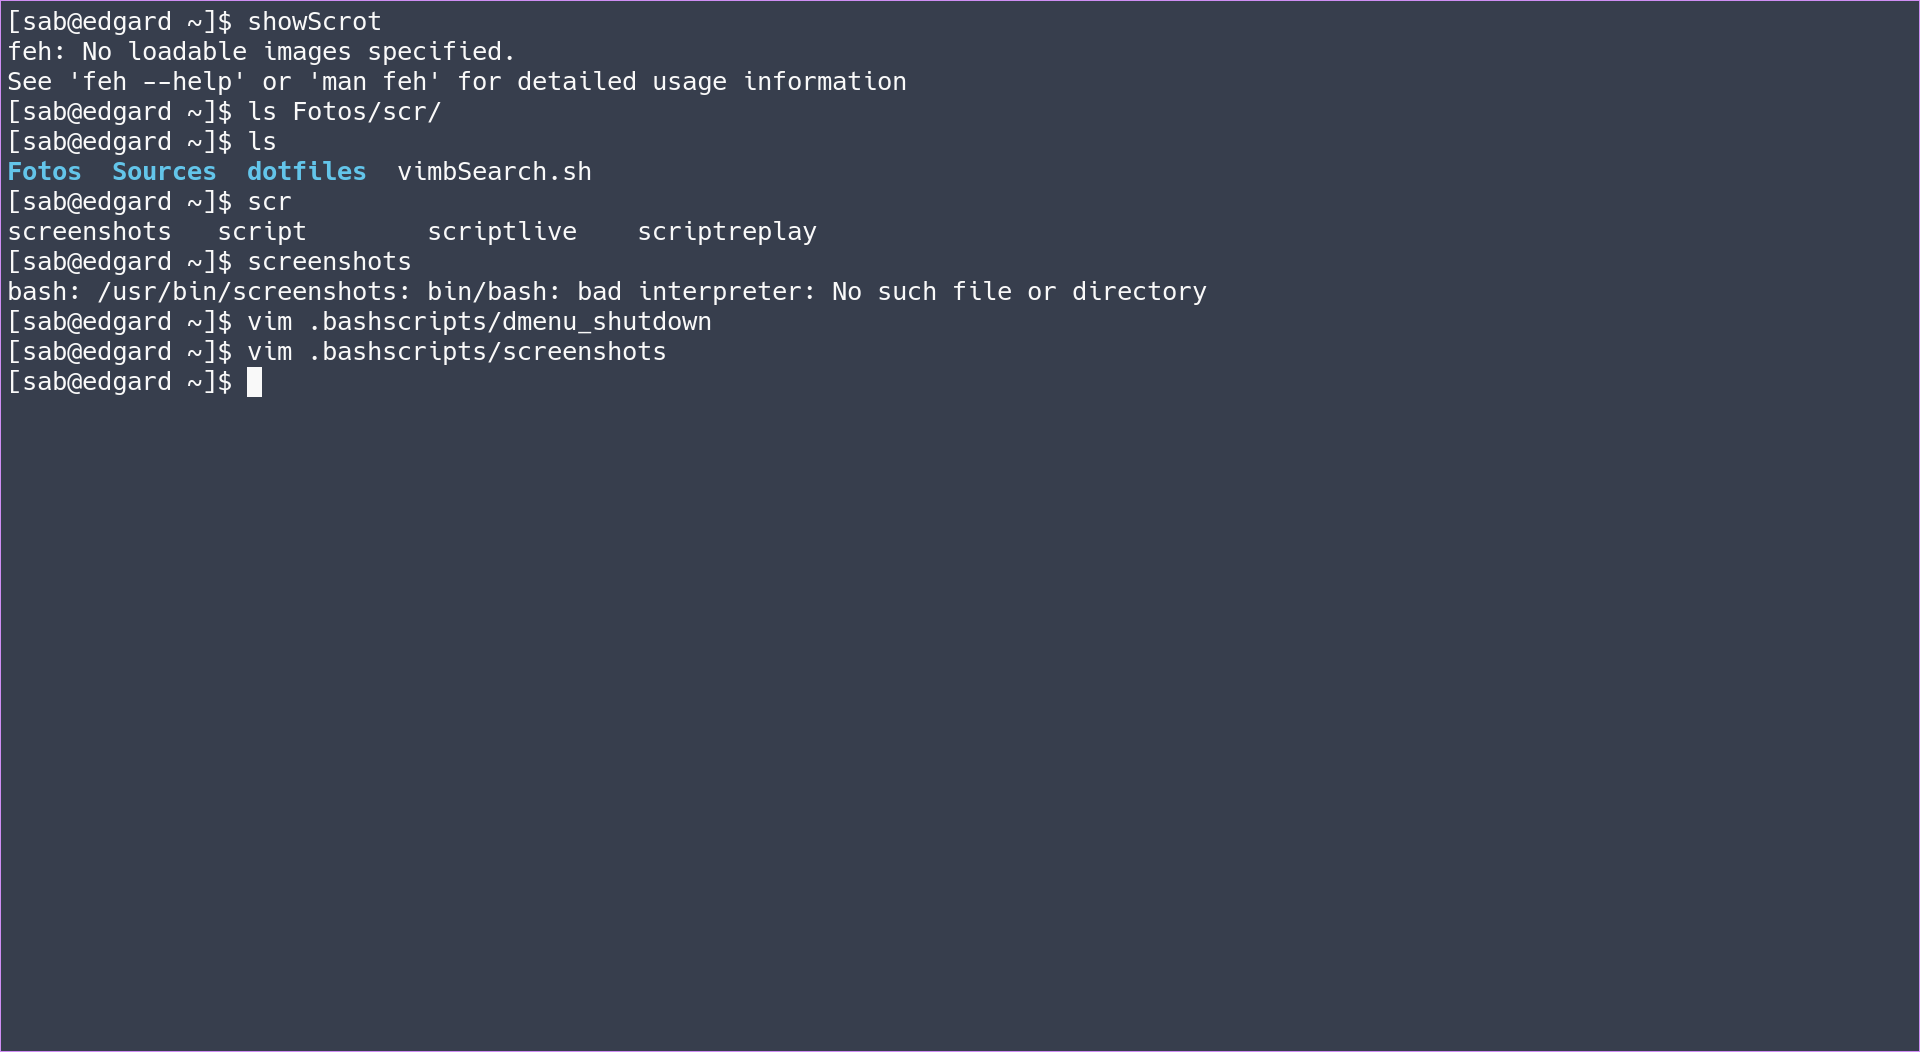 [sab@edgard ~]$ showScrot
feh: No loadable images specified.
See 'feh --help' or 'man feh' for detailed usage information
[sab@edgard ~]$ ls Fotos/scr/
[sab@edgard ~]$ ls
Fotos  Sources  dotfiles  vimbSearch.sh
[sab@edgard ~]$ scr
screenshots   script        scriptlive    scriptreplay
[sab@edgard ~]$ screenshots
bash: /usr/bin/screenshots: bin/bash: bad interpreter: No such file or directory
[sab@edgard ~]$ vim .bashscripts/dmenu_shutdown
[sab@edgard ~]$ vim .bashscripts/screenshots
[sab@edgard ~]$